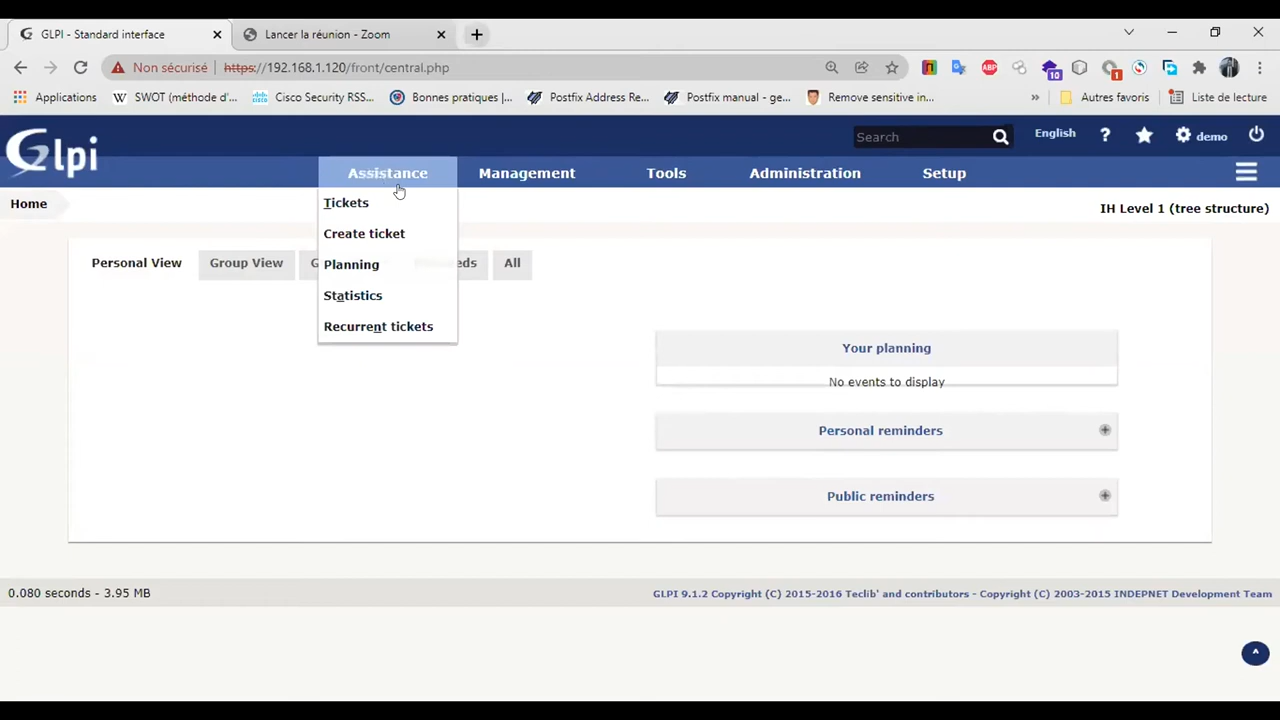 GLPI - Standard interface
Lancer la réunion - Zoom
Non sécurisé https://192.168.1.120/front/central.php
ABP
10
1
Applications
W SWOT (méthode d'...
Cisco Security RSS...
Bonnes pratiques |...
Postfix Address Re...
Postfix manual - ge...
Remove sensitive in...
»
Autres favoris
Liste de lecture
Glpi
Search
English
?
demo
Assistance
Management
Tools
Administration
Setup
Home
IH Level 1 (tree structure)
Tickets
Create ticket
Planning
Statistics
Recurrent tickets
Personal View
Group View
G
eds
All
Your planning
No events to display
Personal reminders
Public reminders
0.080 seconds - 3.95 MB
GLPI 9.1.2 Copyright (C) 2015-2016 Teclib' and contributors - Copyright (C) 2003-2015 INDEPNET Development Team